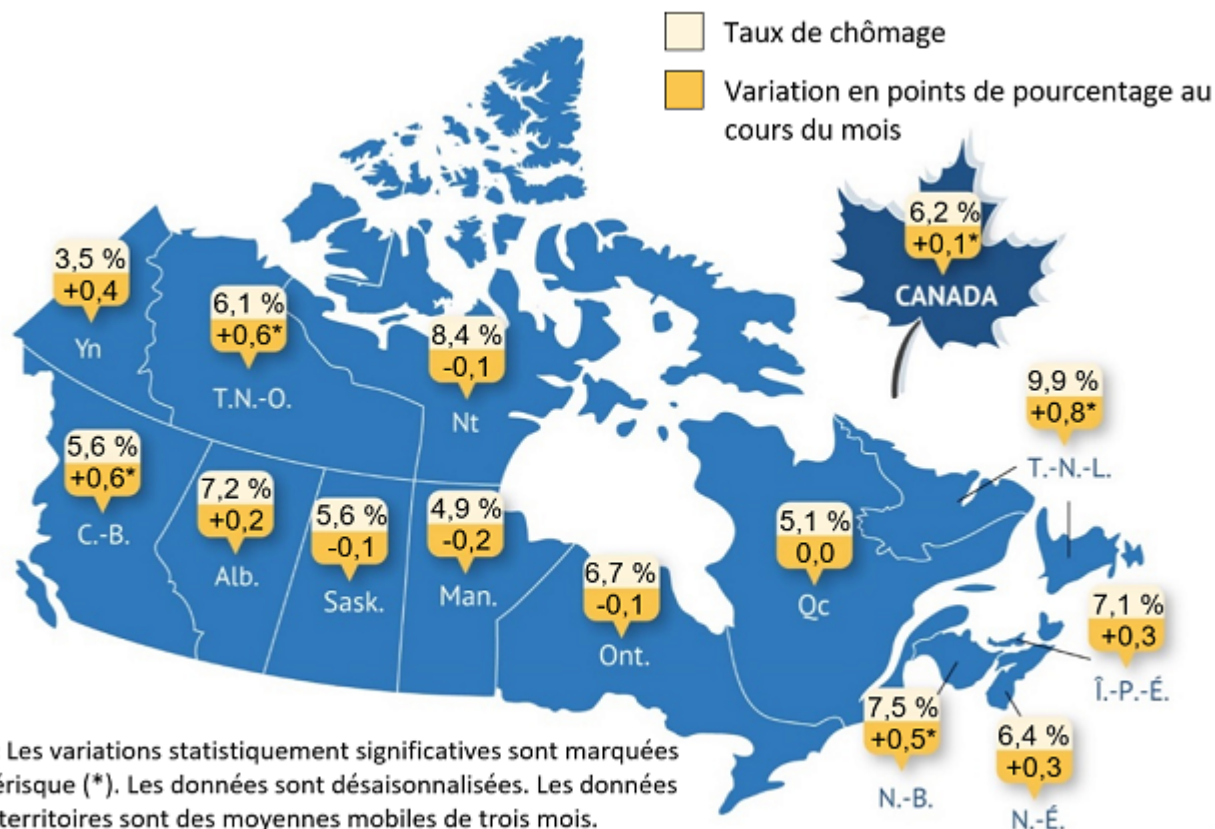 Taux de chômage
Variation en points de pourcentage au
cours du mois
6,2 %
+0,1*
CANADA
3,5 %
+0,4
Yn
6,1 %
+0,6*
T.N.-O.
8,4 %
-0,1
Nt
9,9 %
+0,8*
T.-N.-L.
5,6 %
+0,6*
C.-B.
7,2 %
+0,2
Alb.
5,6 %
-0,1
Sask.
4,9 %
-0,2
Man.
6,7 %
-0,1
Ont.
5,1 %
0,0
Qc
7,1 %
+0,3
Î.-P.-É.
7,5 %
+0,5*
N.-B.
6,4 %
+0,3
N.-É.
Les variations statistiquement significatives sont marquées
érisque (*). Les données sont désaisonnalisées. Les données
territoires sont des moyennes mobiles de trois mois.